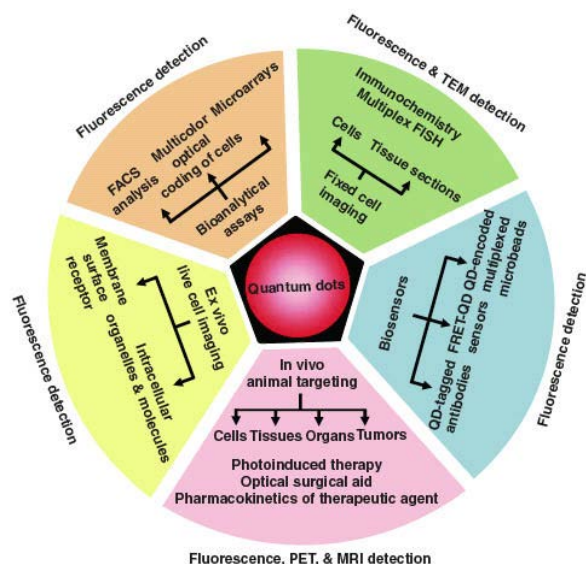 Quantum dots
Fluorescence & TEM detection
Immunochemistry
Multiplex FISH
Cells
Tissue sections
Fixed cell
imaging
Fluorescence detection
Biosensors
QD-encoded
multiplexed
microbeads
FRET-QD
sensors
QD-tagged
antibodies
In vivo
animal targeting
Cells Tissues Organs Tumors
Photoinduced therapy
Optical surgical aid
Pharmacokinetics of therapeutic agent
Fluorescence, PET, & MRI detection
Fluorescence detection
Ex vivo
live cell imaging
Membrane
surface
receptor
Intracellular
organelles & molecules
Fluorescence detection
FACS
analysis
Multicolor
optical
coding of cells
Microarrays
Bioanalytical
assays